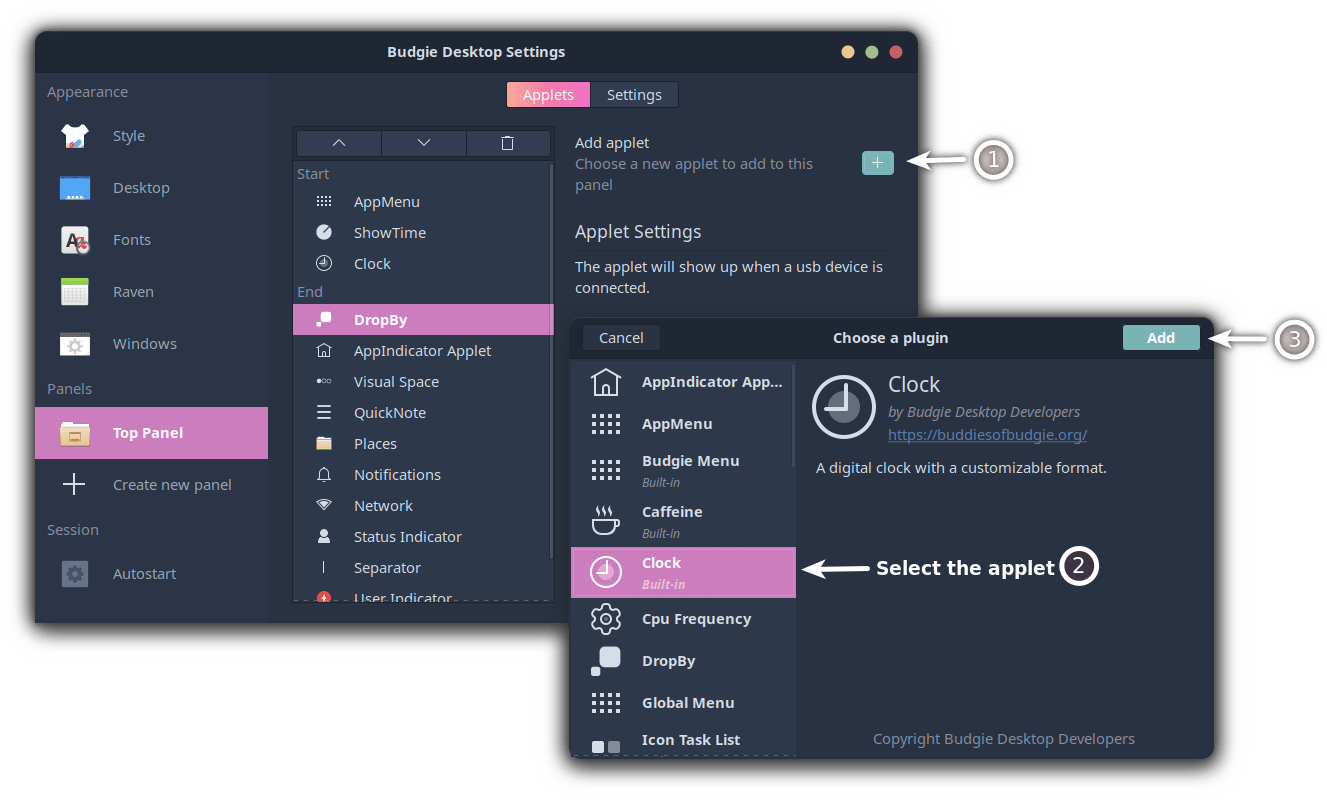 Budgie Desktop Settings
Appearance
Style
Desktop
Fonts
Raven
Windows
Panels
Top Panel
Create new panel
Session
Autostart
Applets
Settings
Start
AppMenu
ShowTime
Clock
End
DropBy
AppIndicator Applet
Visual Space
QuickNote
Places
Notifications
Network
Status Indicator
Separator
User Indicator
Add applet
Choose a new applet to add to this
panel
1
Applet Settings
The applet will show up when a usb device is
connected.
Cancel
Choose a plugin
Add
3
AppIndicator App...
AppMenu
Budgie Menu
Built-in
Caffeine
Built-in
Clock
Built-in
Cpu Frequency
DropBy
Global Menu
Icon Task List
Clock
by Budgie Desktop Developers
https://buddiesofbudgie.org/
A digital clock with a customizable format.
Select the applet 2
Copyright Budgie Desktop Developers